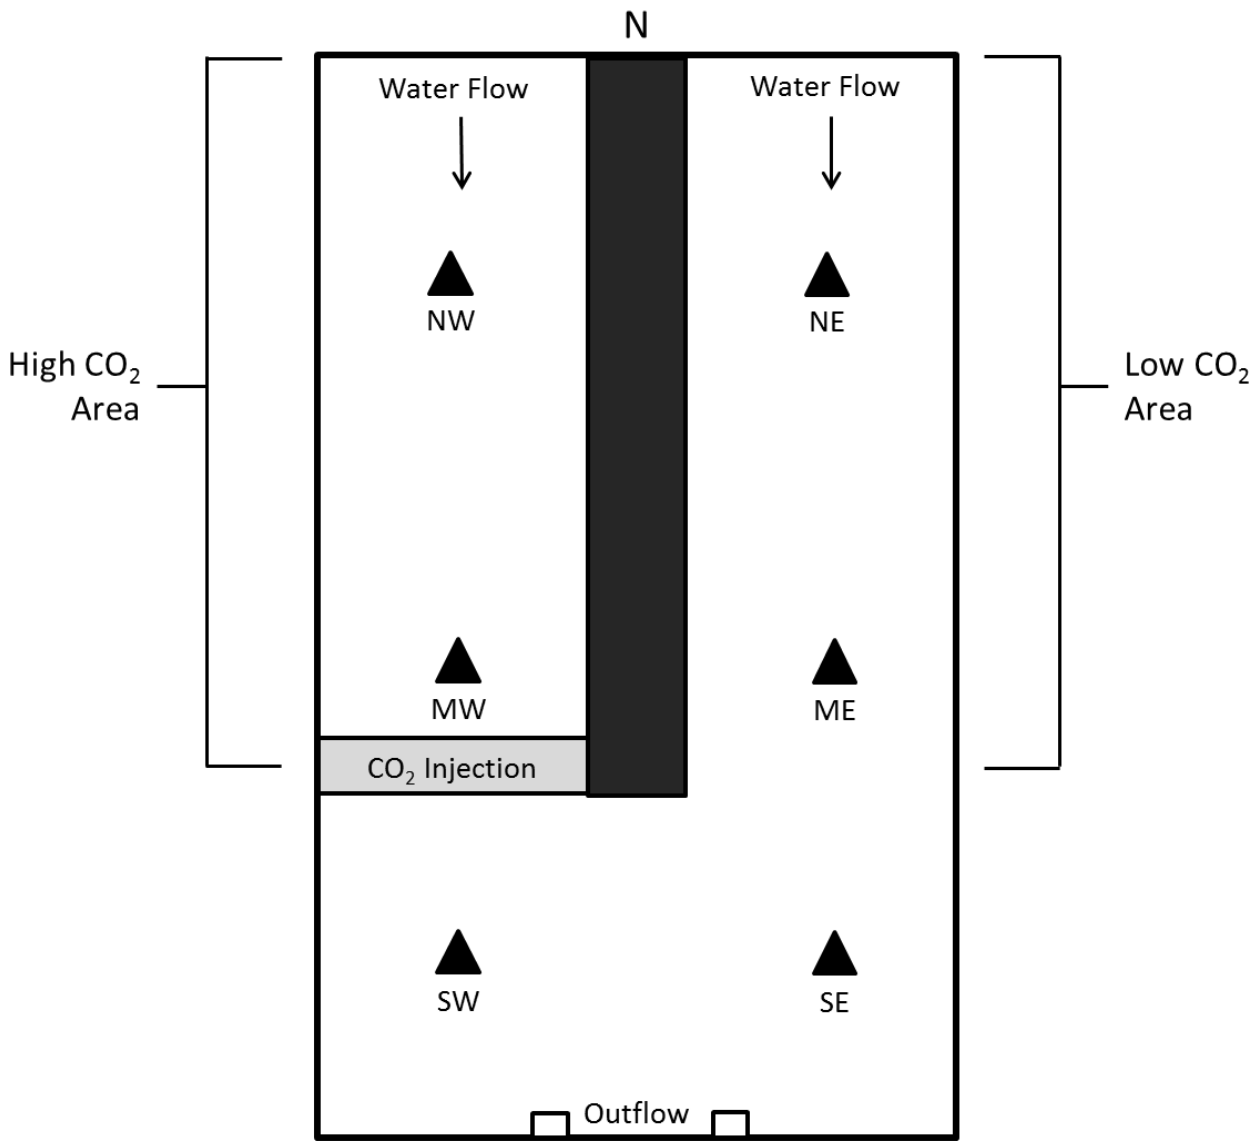 N
Water Flow
Water Flow
NW
NE
High CO₂
Area
Low CO₂
Area
MW
ME
CO₂ Injection
SW
SE
Outflow